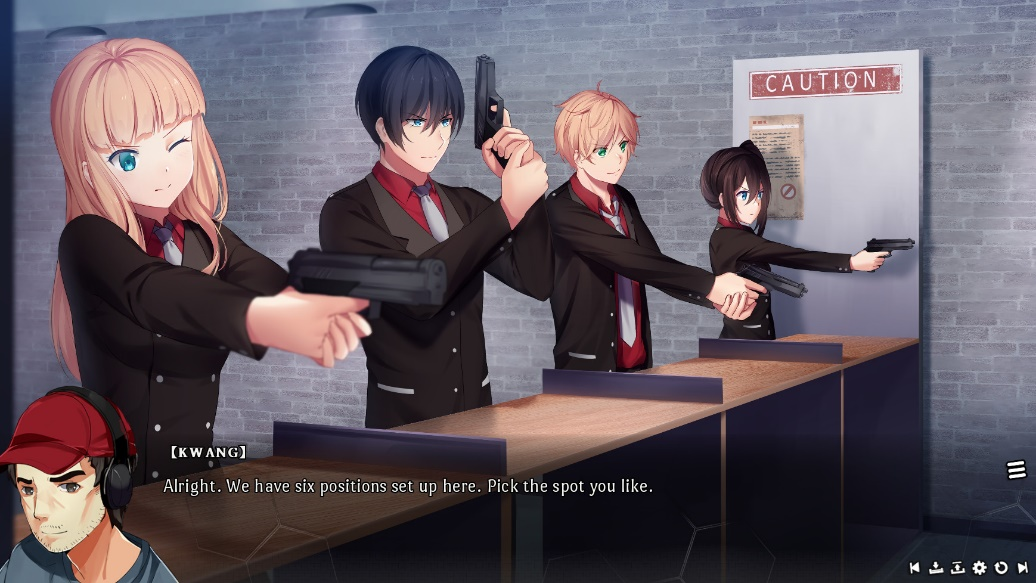 CAUTION
【KWANG】
Alright. We have six positions set up here. Pick the spot you like.